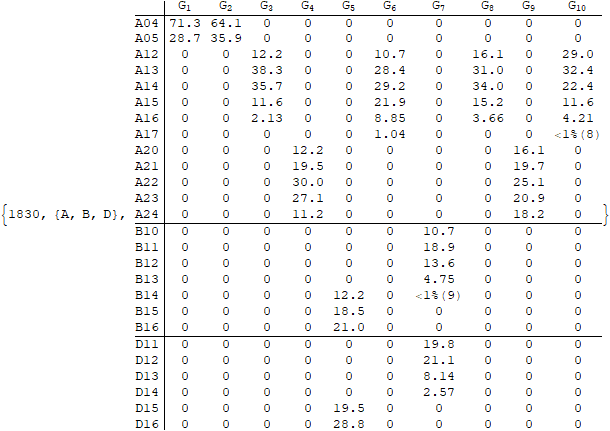 G1 G2 G3 G4 G5 G6 G7 G8 G9 G10
A04 71.3 64.1 0 0 0 0 0 0 0 0
A05 28.7 35.9 0 0 0 0 0 0 0 0
A12 0 0 12.2 0 0 10.7 0 16.1 0 29.0
A13 0 0 38.3 0 0 28.4 0 31.0 0 32.4
A14 0 0 35.7 0 0 29.2 0 34.0 0 22.4
A15 0 0 11.6 0 0 21.9 0 15.2 0 11.6
A16 0 0 2.13 0 0 8.85 0 3.66 0 4.21
A17 0 0 0 0 0 1.04 0 0 0 <1%(8)
A20 0 0 0 12.2 0 0 0 0 16.1 0
A21 0 0 0 19.5 0 0 0 0 19.7 0
A22 0 0 0 30.0 0 0 0 0 25.1 0
A23 0 0 0 27.1 0 0 0 0 20.9 0
{1830, {A, B, D}, A24 0 0 0 11.2 0 0 0 0 18.2 0 }
B10 0 0 0 0 0 0 10.7 0 0 0
B11 0 0 0 0 0 0 18.9 0 0 0
B12 0 0 0 0 0 0 13.6 0 0 0
B13 0 0 0 0 0 0 4.75 0 0 0
B14 0 0 0 0 12.2 0 <1%(9) 0 0 0
B15 0 0 0 0 18.5 0 0 0 0 0
B16 0 0 0 0 21.0 0 0 0 0 0
D11 0 0 0 0 0 0 19.8 0 0 0
D12 0 0 0 0 0 0 21.1 0 0 0
D13 0 0 0 0 0 0 8.14 0 0 0
D14 0 0 0 0 0 0 2.57 0 0 0
D15 0 0 0 0 19.5 0 0 0 0 0
D16 0 0 0 0 28.8 0 0 0 0 0